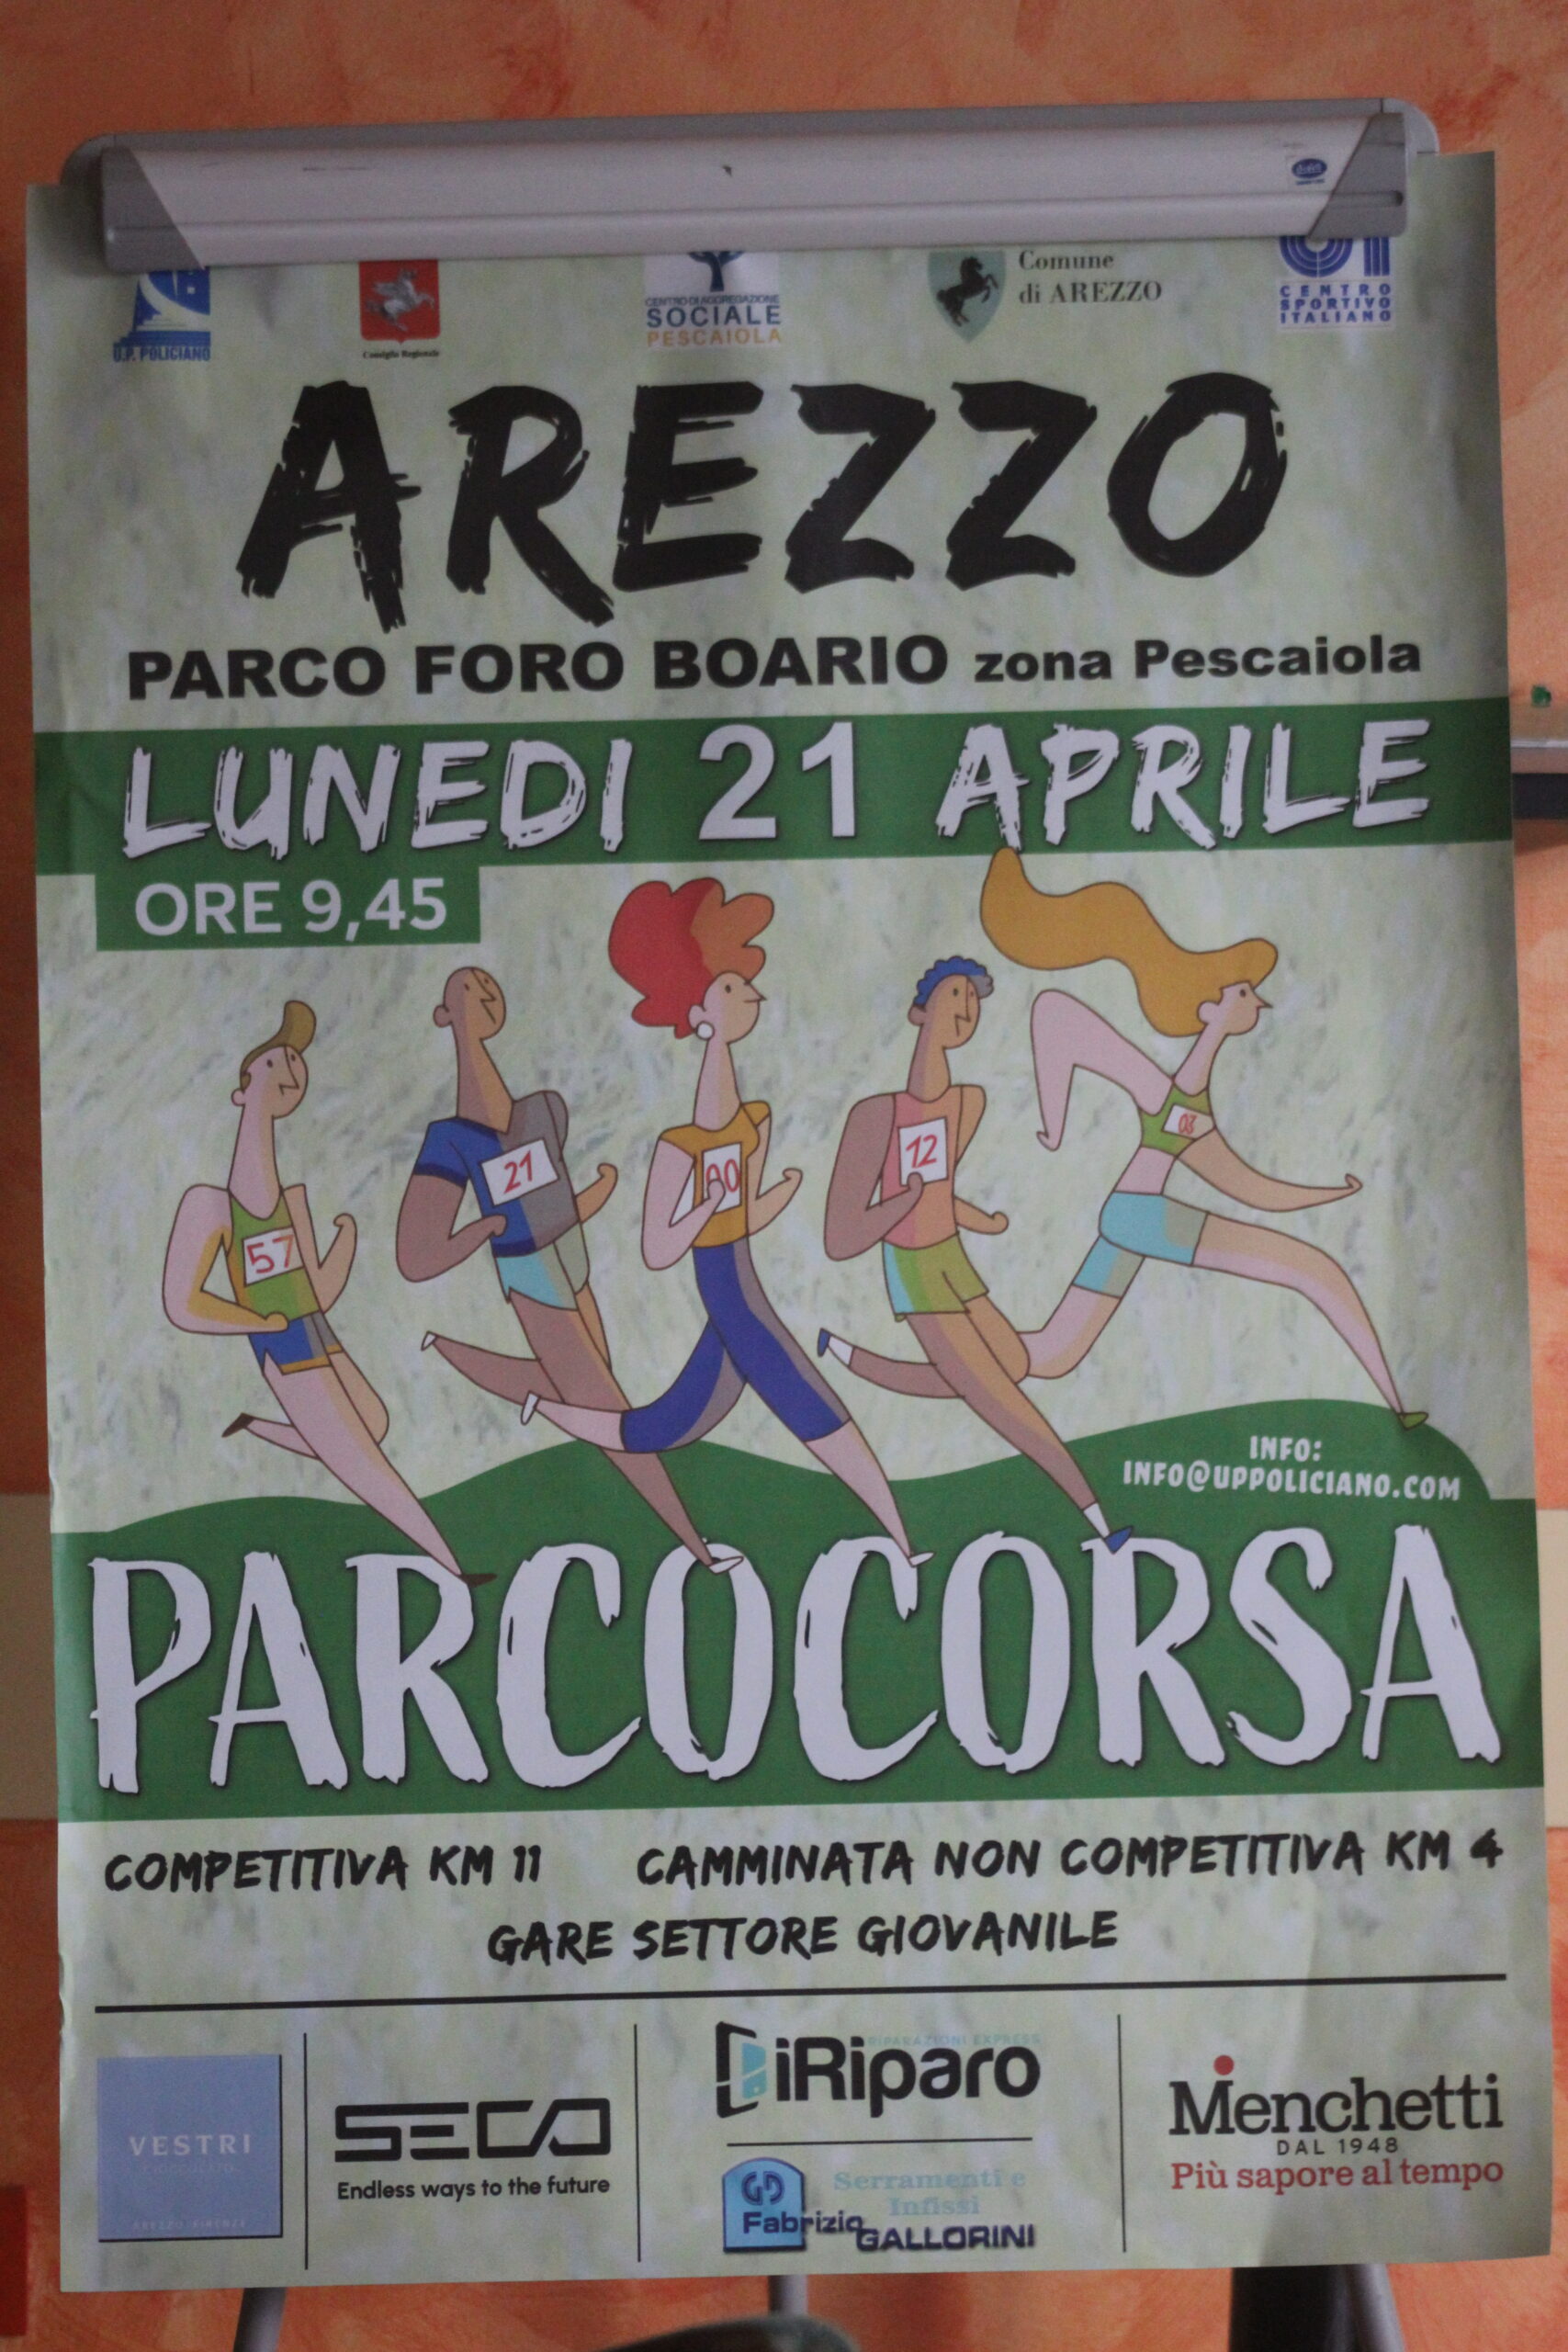 U.P. POLICIANO
Consiglio Regionale
CENTRO DI AGGREGAZIONE
SOCIALE
PESCAIOLA
Comune
di AREZZO
CENTRO
SPORTIVO
ITALIANO
AREZZO
PARCO FORO BOARIO zona Pescaiola
LUNEDI 21 APRILE
ORE 9,45
57
21
12
08
INFO:
INFO@UPPOLICIANO.COM
PARCOCORSA
COMPETITIVA KM 11 CAMMINATA NON COMPETITIVA KM 4
GARE SETTORE GIOVANILE
VESTRI
AREZZO FIRENZE
SECO
Endless ways to the future
RIPARAZIONI EXPRESS
iRiparo
Serramenti e
Infissi
Fabrizio
GALLORINI
Menchetti
DAL 1948
Più sapore al tempo